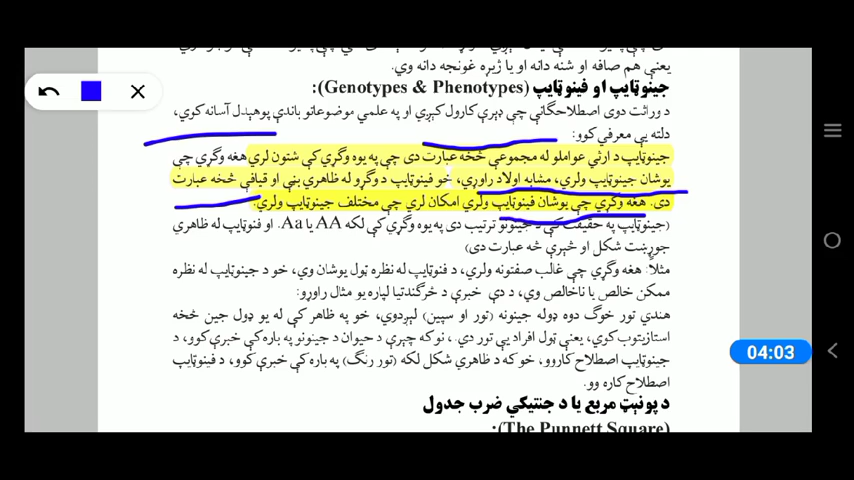 یعنې هم صافه او شنه دانه او یا ژیړه غونجه دانه وي.
جینوټایپ او فینوټایپ (Genotypes & Phenotypes):
د وراثت دوی اصطلاحګانې چې ډېرې کارول کېږي او په علمي موضوعاتو باندې پوهېدل آسانه کوي،
دلته یې معرفي کوو:
جینوټایپ د ارثي عواملو له مجموعې څخه عبارت دی چې په یوه وګړي کې شتون لري هغه وګړي چې
یوشان جینوټایپ ولري، مشابه اولاد راوړي، خو فینوټایپ د وګړو له ظاهري بڼې او قیافې څخه عبارت
دی. هغه وګړي چې یوشان فینوټایپ ولري امکان لري چې مختلف جینوټایپ ولري.
(جینوټایپ په حقیقت کې د جینونو ترتیب دی په یوه وګړي کې لکه AA یا Aa. او فنوټایپ له ظاهري
جوړښت شکل او څېرې څه عبارت دی)
مثلاً: هغه وګړي چې غالب صفتونه ولري، د فنوټایپ له نظره ټول یوشان وي، خو د جینوټایپ له نظره
ممکن خالص یا ناخالص وي، د دې خبرې د څرګندتیا لپاره یو مثال راوړو:
هندي تور خوګ دوه ډوله جینونه (تور او سپین) لېږدوي، خو په ظاهر کې له یو ډول جین څخه
استازیتوب کوي، یعنې ټول افراد یې تور دي. ، نو که چېرې د حیوان د جینونو په باره کې خبرې کوو، د
جینوټایپ اصطلاح کاروو، خو که د ظاهري شکل لکه (تور رنګ) په باره کې خبرې کوو، د فینوټایپ
اصطلاح کاره وو.
د پونېټ مربع یا د جنتیکي ضرب جدول
(The Punnett Square):
04:03